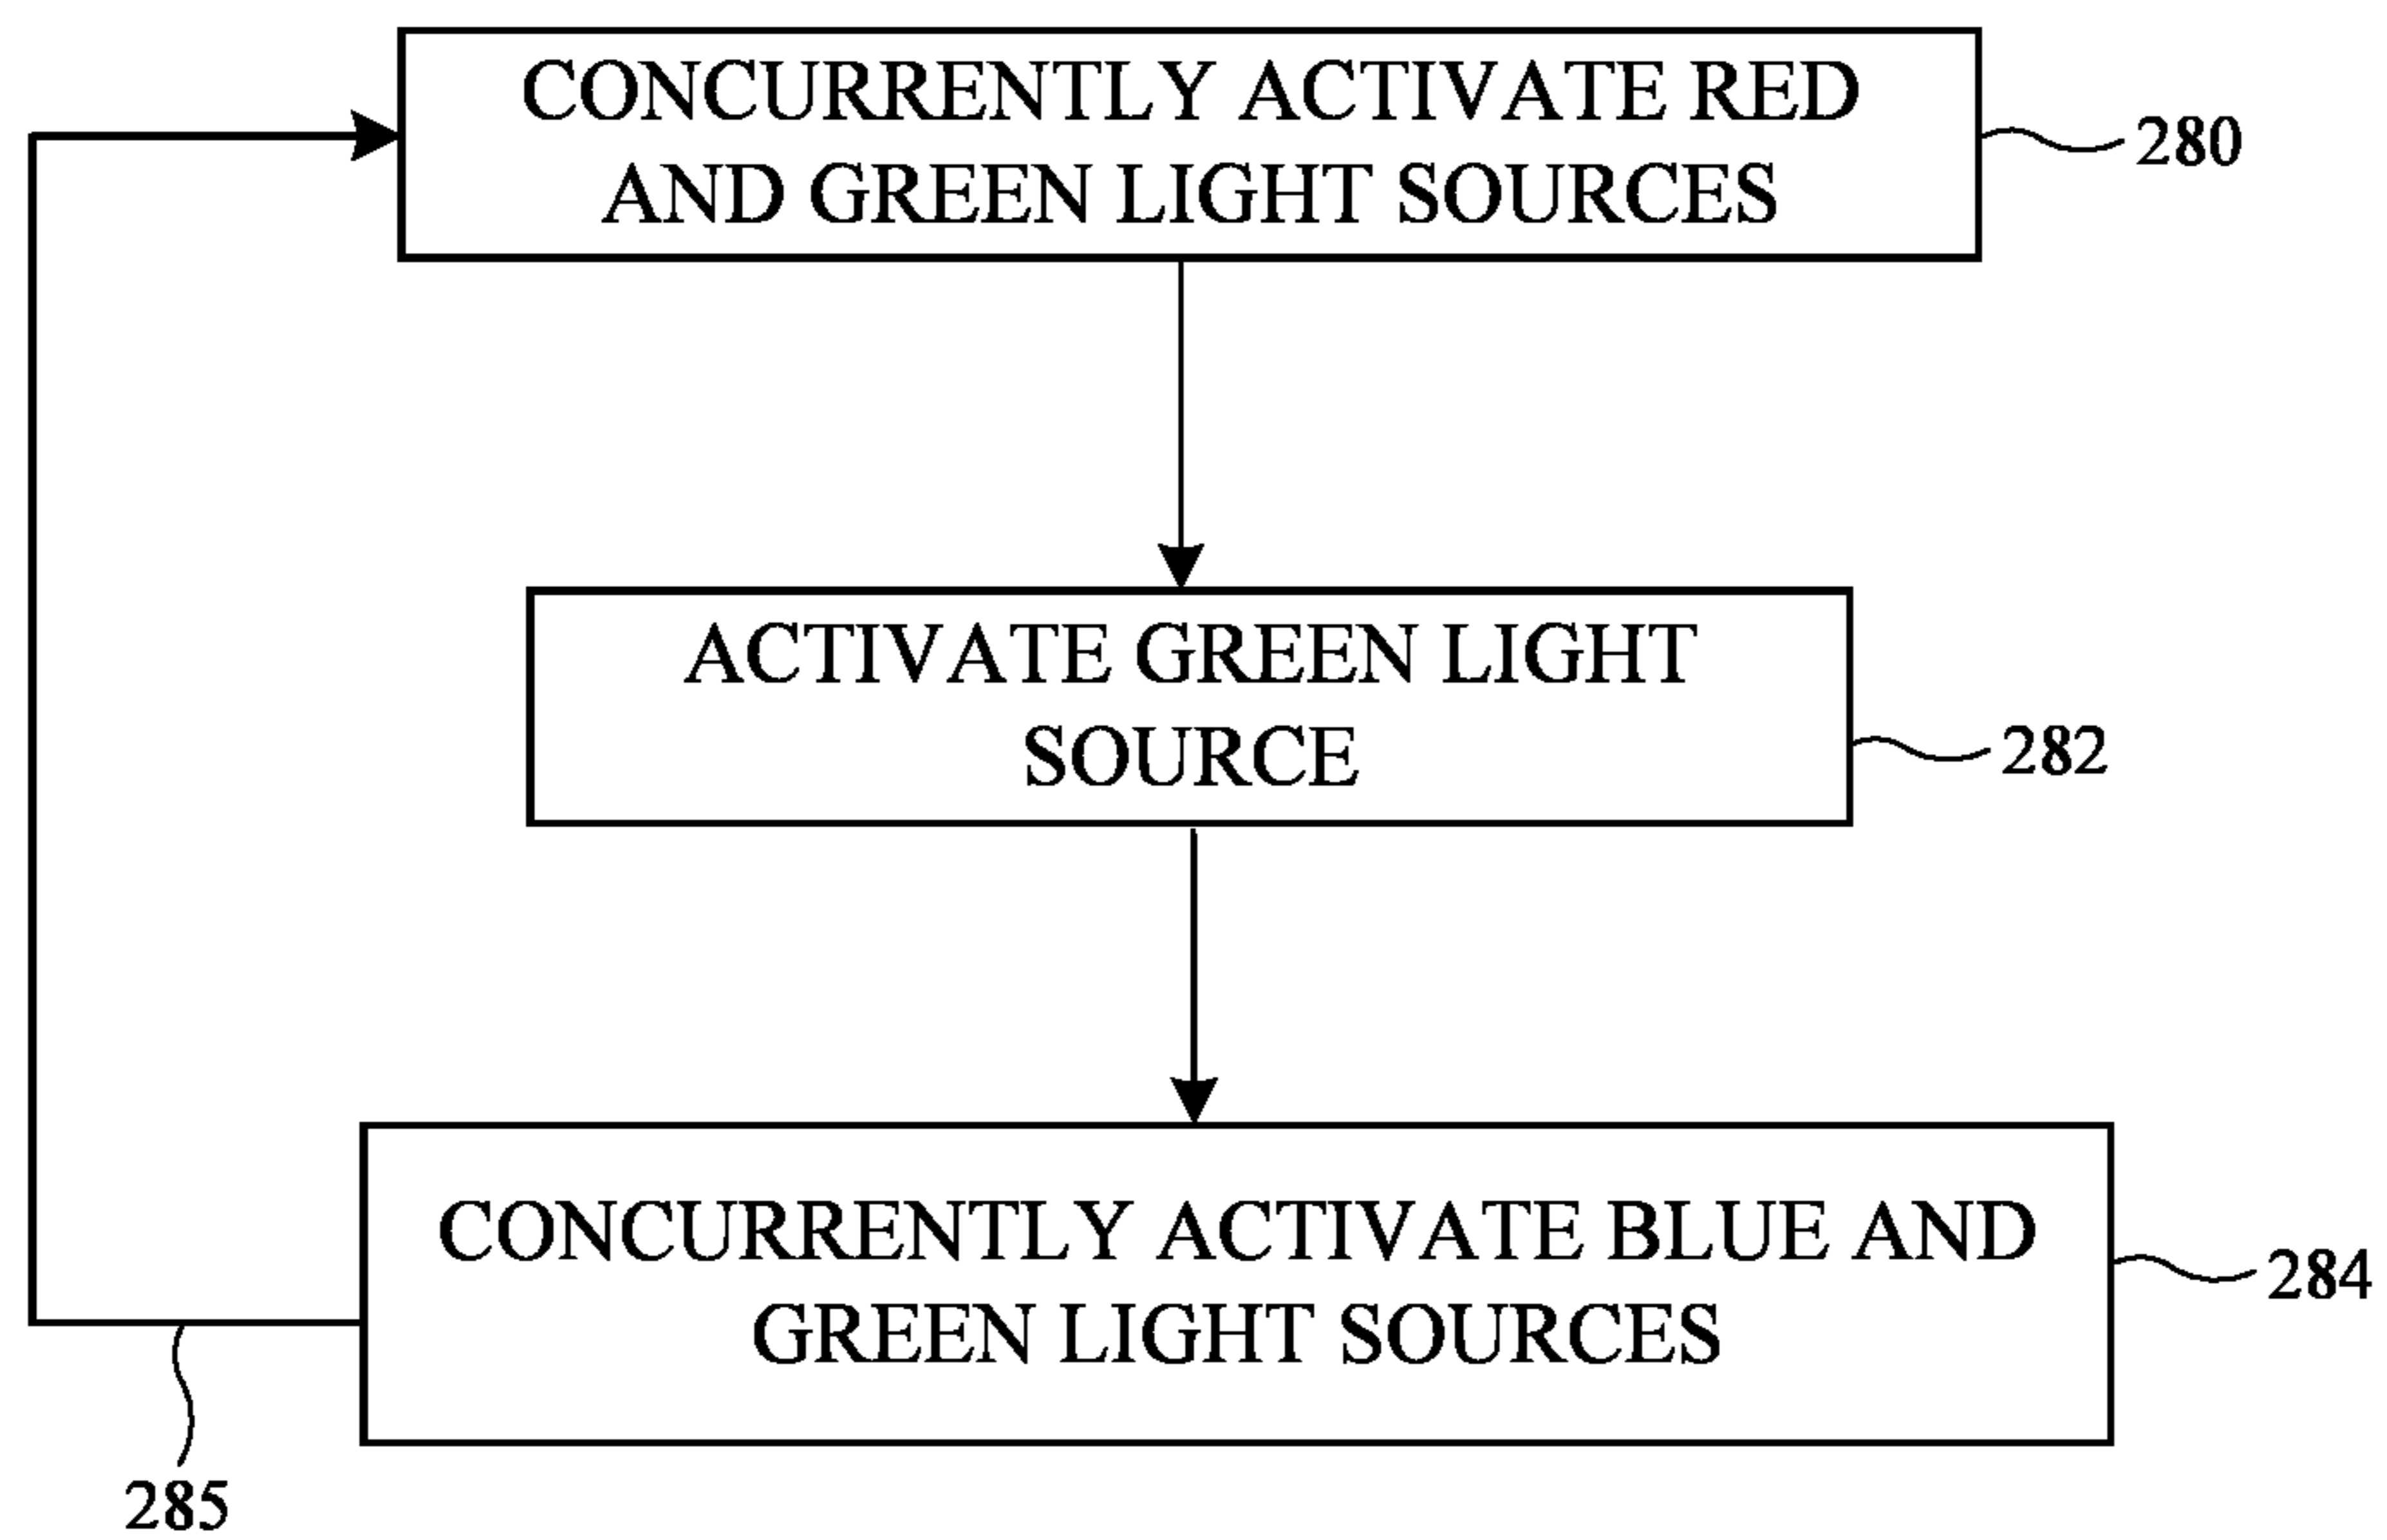 CONCURRENTLY ACTIVATE RED
AND GREEN LIGHT SOURCES
280
ACTIVATE GREEN LIGHT
SOURCE
282
CONCURRENTLY ACTIVATE BLUE AND
GREEN LIGHT SOURCES
284
285